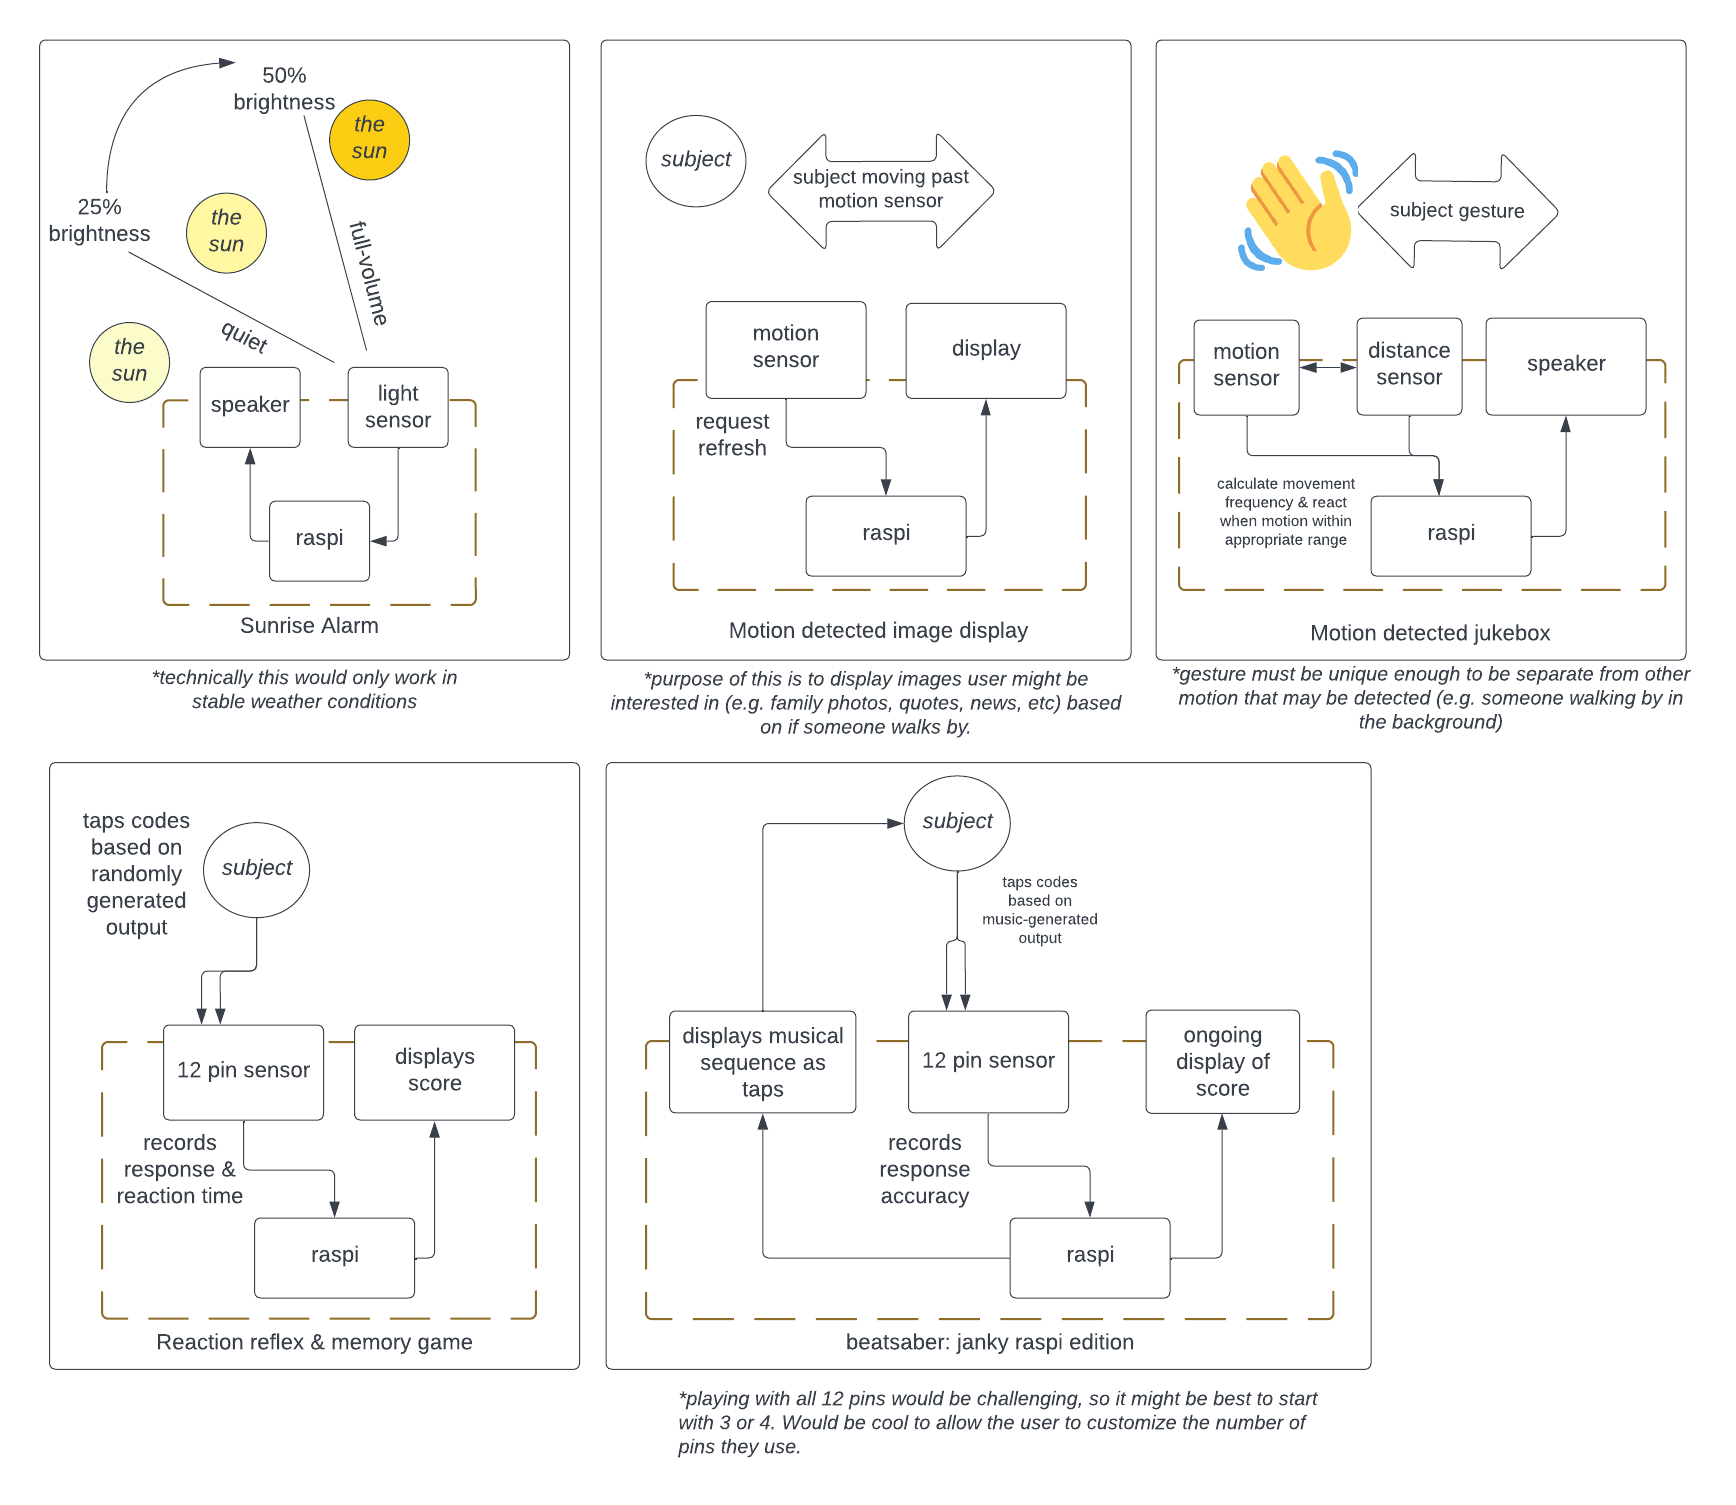 50%
brightness
the
sun
25%
brightness
the
sun
full-volume
quiet
the
sun
speaker
light
sensor
raspi
Sunrise Alarm
*technically this would only work in
stable weather conditions
subject
subject moving past
motion sensor
motion
sensor
display
request
refresh
raspi
Motion detected image display
*purpose of this is to display images user might be
interested in (e.g. family photos, quotes, news, etc) based
on if someone walks by.
subject gesture
motion
sensor
distance
sensor
speaker
calculate movement
frequency & react
when motion within
appropriate range
raspi
Motion detected jukebox
*gesture must be unique enough to be separate from other
motion that may be detected (e.g. someone walking by in
the background)
taps codes
based on
randomly
generated
output
subject
12 pin sensor
displays
score
records
response &
reaction time
raspi
Reaction reflex & memory game
subject
taps codes
based on
music-generated
output
displays musical
sequence as
taps
12 pin sensor
ongoing
display of
score
records
response
accuracy
raspi
beatsaber: janky raspi edition
*playing with all 12 pins would be challenging, so it might be best to start
with 3 or 4. Would be cool to allow the user to customize the number of
pins they use.